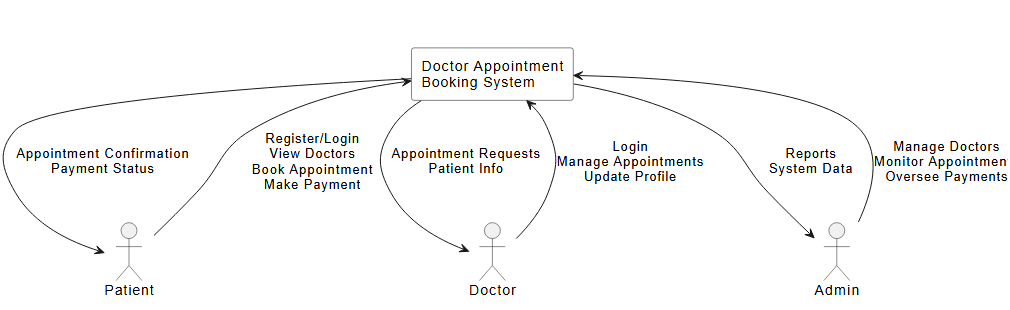 Doctor Appointment
Booking System
Appointment Confirmation
Payment Status
Register/Login
View Doctors
Book Appointment
Make Payment
Appointment Requests
Patient Info
Login
Manage Appointments
Update Profile
Reports
System Data
Manage Doctors
Monitor Appointmen
Oversee Payments
Patient
Doctor
Admin